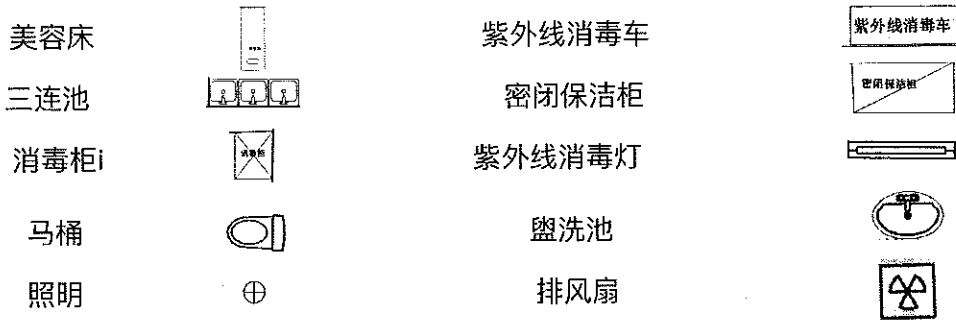 美容床
紫外线消毒车
紫外线消毒车
三连池
密闭保洁柜
密闭保洁柜
消毒柜i
消毒柜
紫外线消毒灯
马桶
盥洗池
照明
排风扇